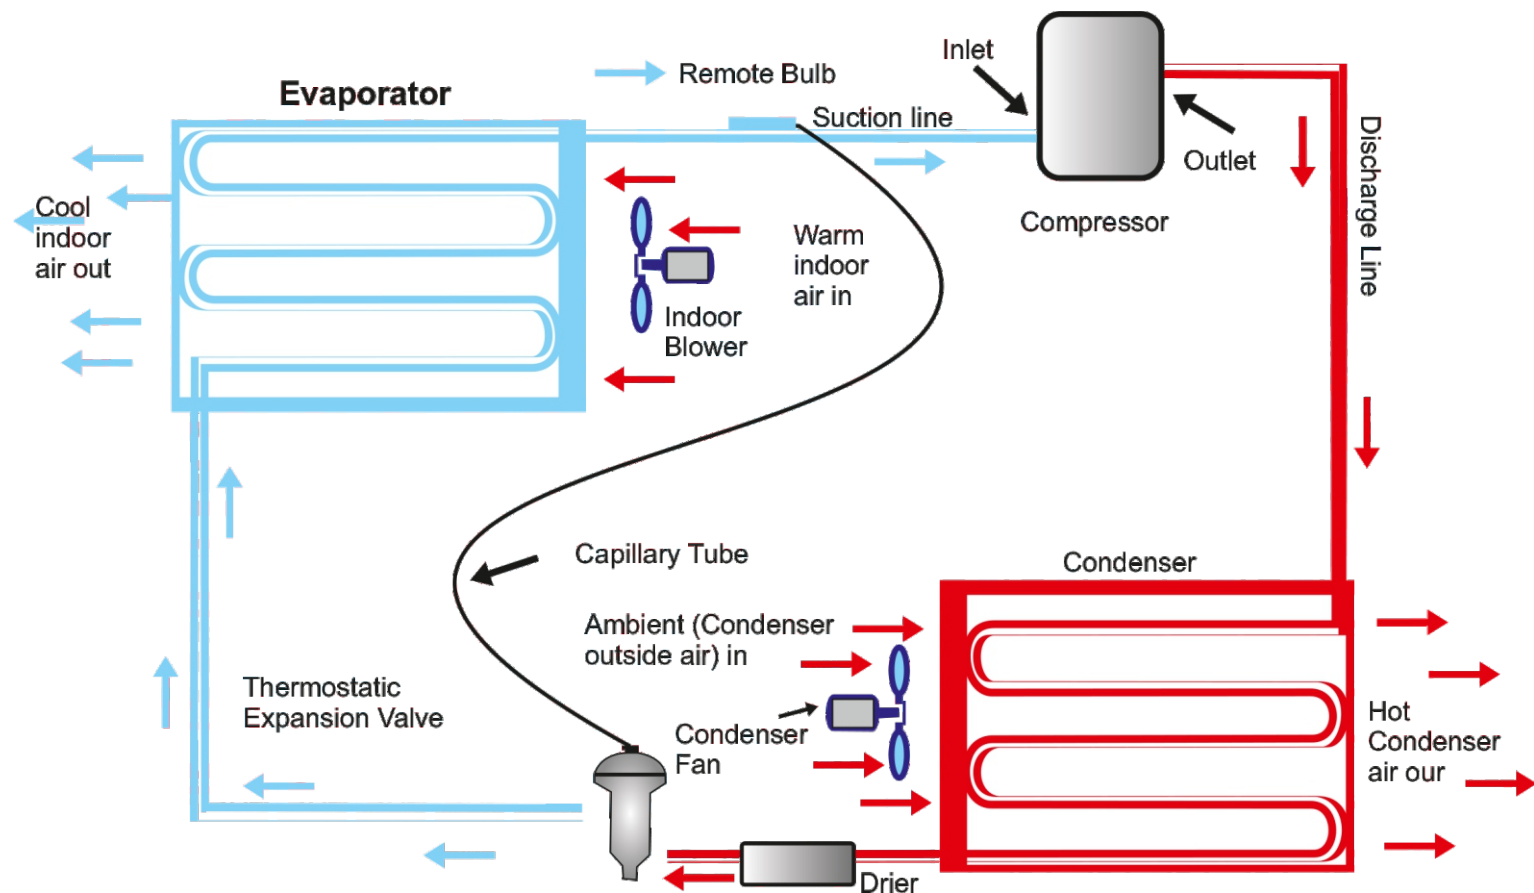 Inlet
Remote Bulb
Evaporator
Suction line
Outlet
Discharge Line
Compressor
Cool
indoor
air out
Warm
indoor
air in
Indoor
Blower
Capillary Tube
Condenser
Ambient (Condenser
outside air) in
Thermostatic
Expansion Valve
Condenser
Fan
Hot
Condenser
air our
Drier